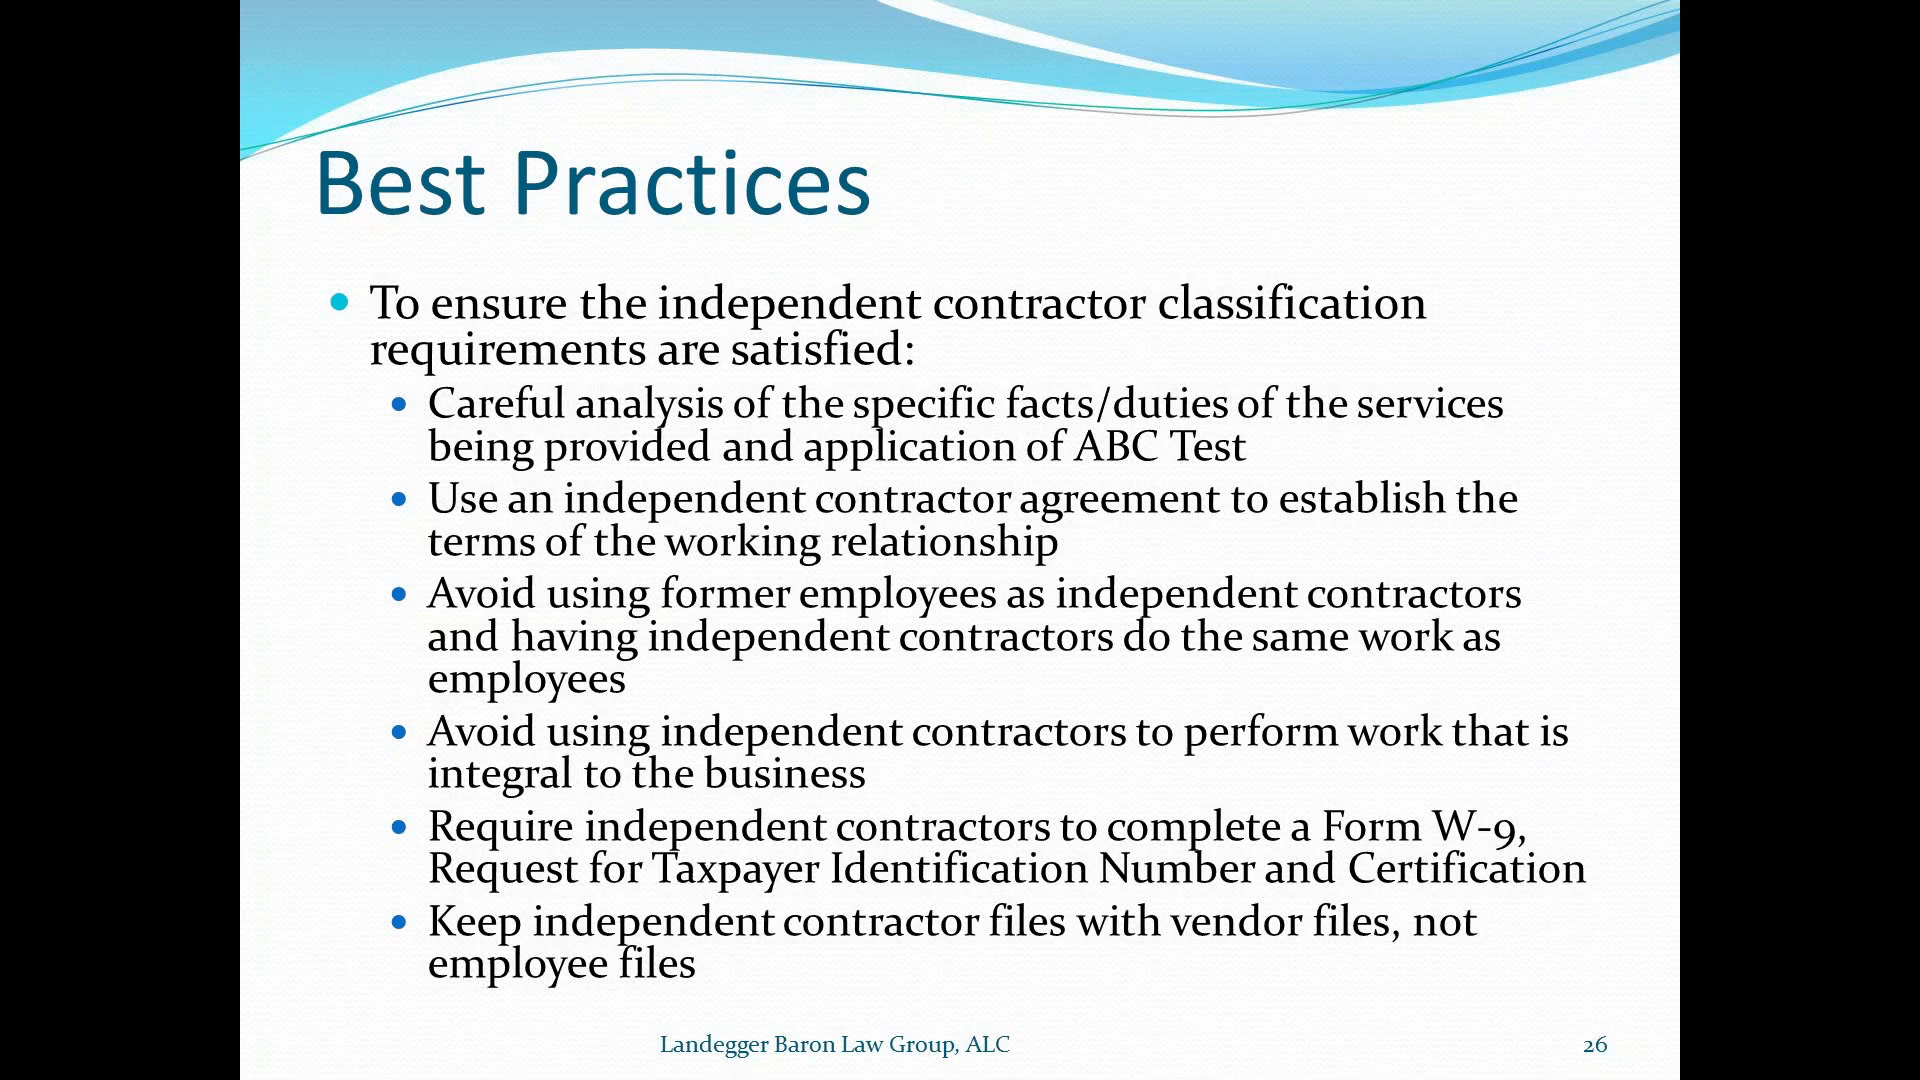 Best Practices
• To ensure the independent contractor classification
requirements are satisfied:
• Careful analysis of the specific facts/duties of the services
being provided and application of ABC Test
• Use an independent contractor agreement to establish the
terms of the working relationship
• Avoid using former employees as independent contractors
and having independent contractors do the same work as
employees
• Avoid using independent contractors to perform work that is
integral to the business
• Require independent contractors to complete a Form W-9,
Request for Taxpayer Identification Number and Certification
• Keep independent contractor files with vendor files, not
employee files
Landegger Baron Law Group, ALC
26